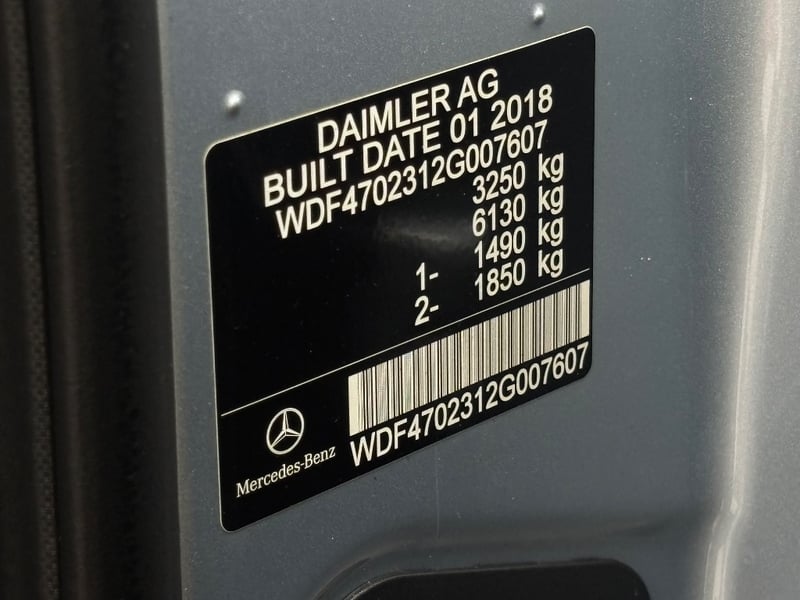 DAIMLER AG
BUILT DATE 01 2018
WDF4702312G007607
3250 kg
6130 kg
1- 1490 kg
2- 1850 kg
WDF4702312G007607
Mercedes-Benz